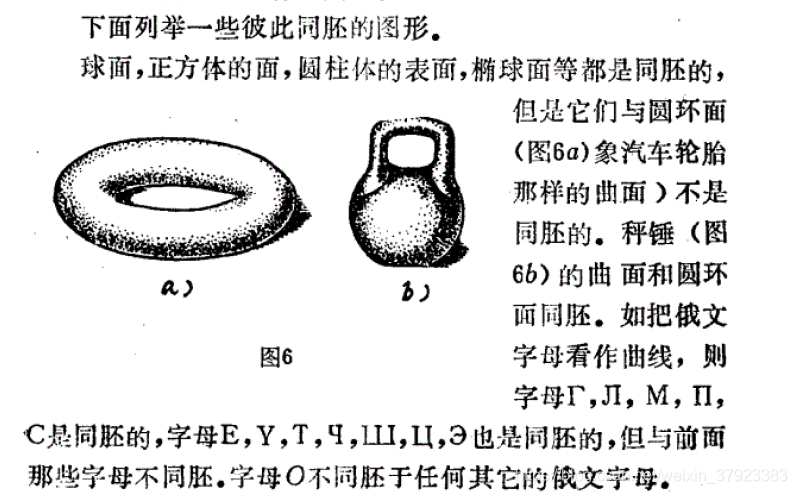 下面列举一些彼此同胚的图形。
球面，正方体的面，圆柱体的表面，椭球面等都是同胚的，
但是它们与圆环面
(图6a)象汽车轮胎
那样的曲面）不是
同胚的。秤锤（图
6b）的曲面和圆环
面同胚。如把俄文
字母看作曲线，则
字母Г,Л,М,П,
С是同胚的，字母Е,Y,Т,Ч,Ш,Ц,Э也是同胚的，但与前面
那些字母不同胚。字母O不同胚于任何其它的俄文字母。
a)
b)
图6
weixin_37923383